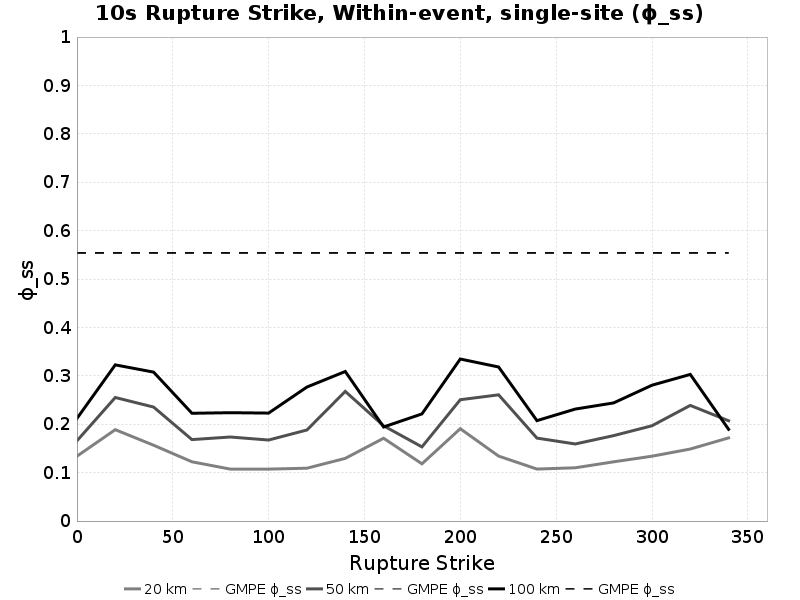 10s Rupture Strike, Within-event, single-site (ϕ_ss)
1
0.9
0.8
0.7
0.6
0.5
0.4
0.3
0.2
0.1
0
ϕ_ss
0 50 100 150 200 250 300 350
Rupture Strike
20 km GMPE ϕ_ss 50 km GMPE ϕ_ss 100 km GMPE ϕ_ss